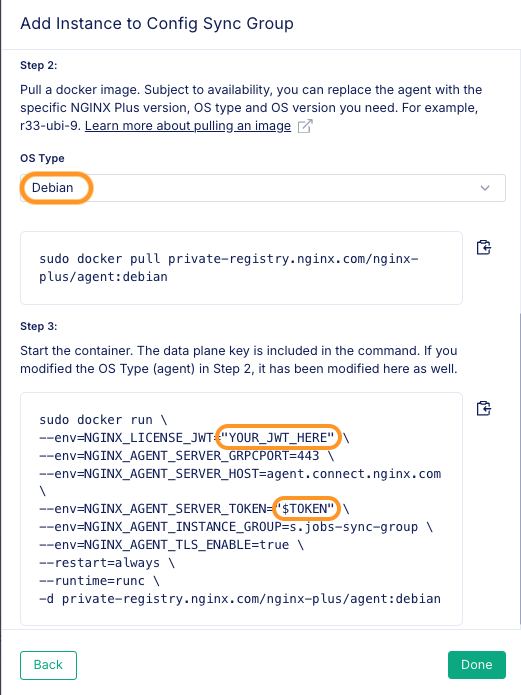 Add Instance to Config Sync Group
Step 2:
Pull a docker image. Subject to availability, you can replace the agent with the
specific NGINX Plus version, OS type and OS version you need. For example,
r33-ubi-9. Learn more about pulling an image
OS Type
Debian
sudo docker pull private-registry.nginx.com/nginx-
plus/agent:debian
Step 3:
Start the container. The data plane key is included in the command. If you
modified the OS Type (agent) in Step 2, it has been modified here as well.
sudo docker run \
--env=NGINX_LICENSE_JWT="YOUR_JWT_HERE" \
--env=NGINX_AGENT_SERVER_GRPCPORT=443 \
--env=NGINX_AGENT_SERVER_HOST=agent.connect.nginx.com
\
--env=NGINX_AGENT_SERVER_TOKEN="$TOKEN" \
--env=NGINX_AGENT_INSTANCE_GROUP=s.jobs-sync-group \
--env=NGINX_AGENT_TLS_ENABLE=true \
--restart=always \
--runtime=runc \
-d private-registry.nginx.com/nginx-plus/agent:debian
Back
Done